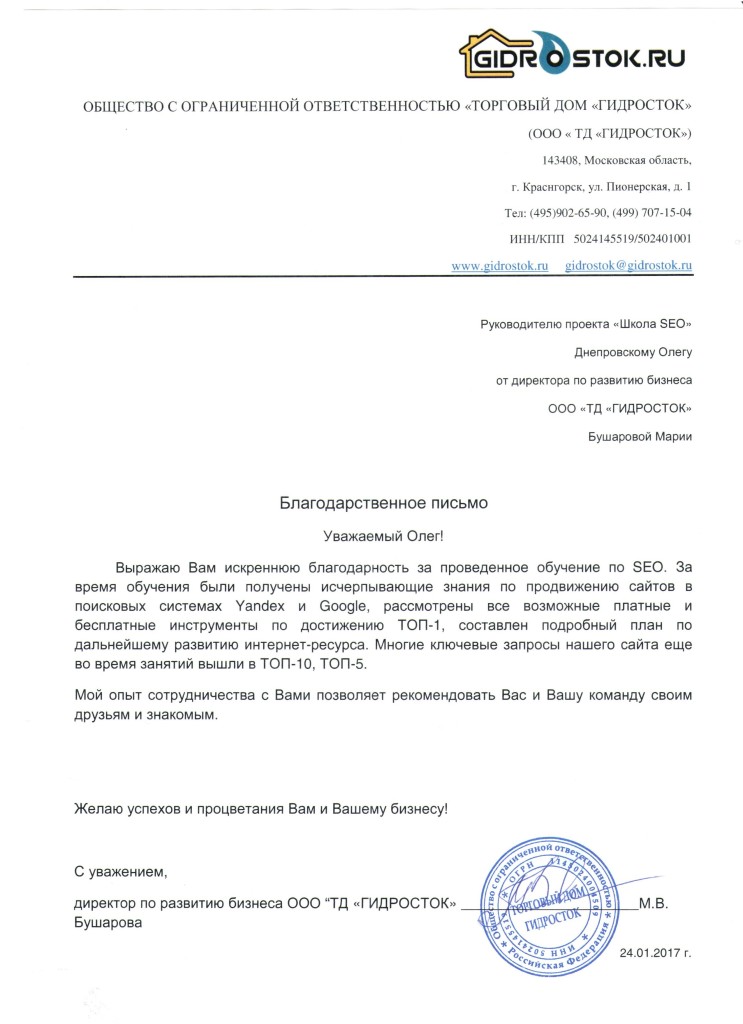 GIDROSTOK.RU
ОБЩЕСТВО С ОГРАНИЧЕННОЙ ОТВЕТСТВЕННОСТЬЮ «ТОРГОВЫЙ ДОМ «ГИДРОСТОК»
(ООО « ТД «ГИДРОСТОК»)
143408, Московская область,
г. Краснгорск, ул. Пионерская, д. 1
Тел: (495)902-65-90, (499) 707-15-04
ИНН/КПП 5024145519/502401001
www.gidrostok.ru gidrostok@gidrostok.ru
Руководителю проекта «Школа SEO»
Днепровскому Олегу
от директора по развитию бизнеса
ООО «ТД «ГИДРОСТОК»
Бушаровой Марии
Благодарственное письмо
Уважаемый Олег!
Выражаю Вам искреннюю благодарность за проведенное обучение по SEO. За
время обучения были получены исчерпывающие знания по продвижению сайтов в
поисковых системах Yandex и Google, рассмотрены все возможные платные и
бесплатные инструменты по достижению ТОП-1, составлен подробный план по
дальнейшему развитию интернет-ресурса. Многие ключевые запросы нашего сайта еще
во время занятий вышли в ТОП-10, ТОП-5.
Мой опыт сотрудничества с Вами позволяет рекомендовать Вас и Вашу команду своим
друзьям и знакомым.
Желаю успехов и процветания Вам и Вашему бизнесу!
С уважением,
директор по развитию бизнеса ООО “ТД «ГИДРОСТОК» М.В.
Бушарова
Общество с ограниченной ответственностью
Российская Федерация
ОГРН
ИНН
ТОРГОВЫЙ ДОМ
ГИДРОСТОК
24.01.2017 г.